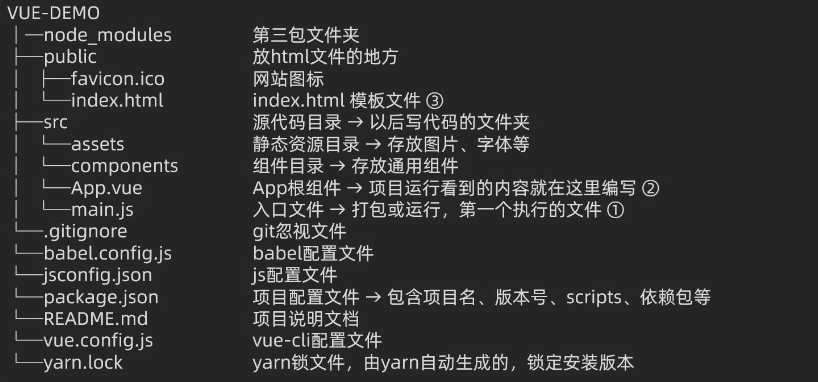 VUE-DEMO
│─node_modules 第三包文件夹
├──public 放html文件的地方
│ ├──favicon.ico 网站图标
│ └──index.html index.html 模板文件 ③
├──src 源代码目录 → 以后写代码的文件夹
│ └──assets 静态资源目录 → 存放图片、字体等
│ └──components 组件目录 → 存放通用组件
│ └──App.vue App根组件 → 项目运行看到的内容就在这里编写 ②
│ └──main.js 入口文件 → 打包或运行，第一个执行的文件 ①
└──.gitignore git忽视文件
└──babel.config.js babel配置文件
└──jsconfig.json js配置文件
└──package.json 项目配置文件 → 包含项目名、版本号、scripts、依赖包等
└──README.md 项目说明文档
└──vue.config.js vue-cli配置文件
└──yarn.lock yarn锁文件，由yarn自动生成的，锁定安装版本